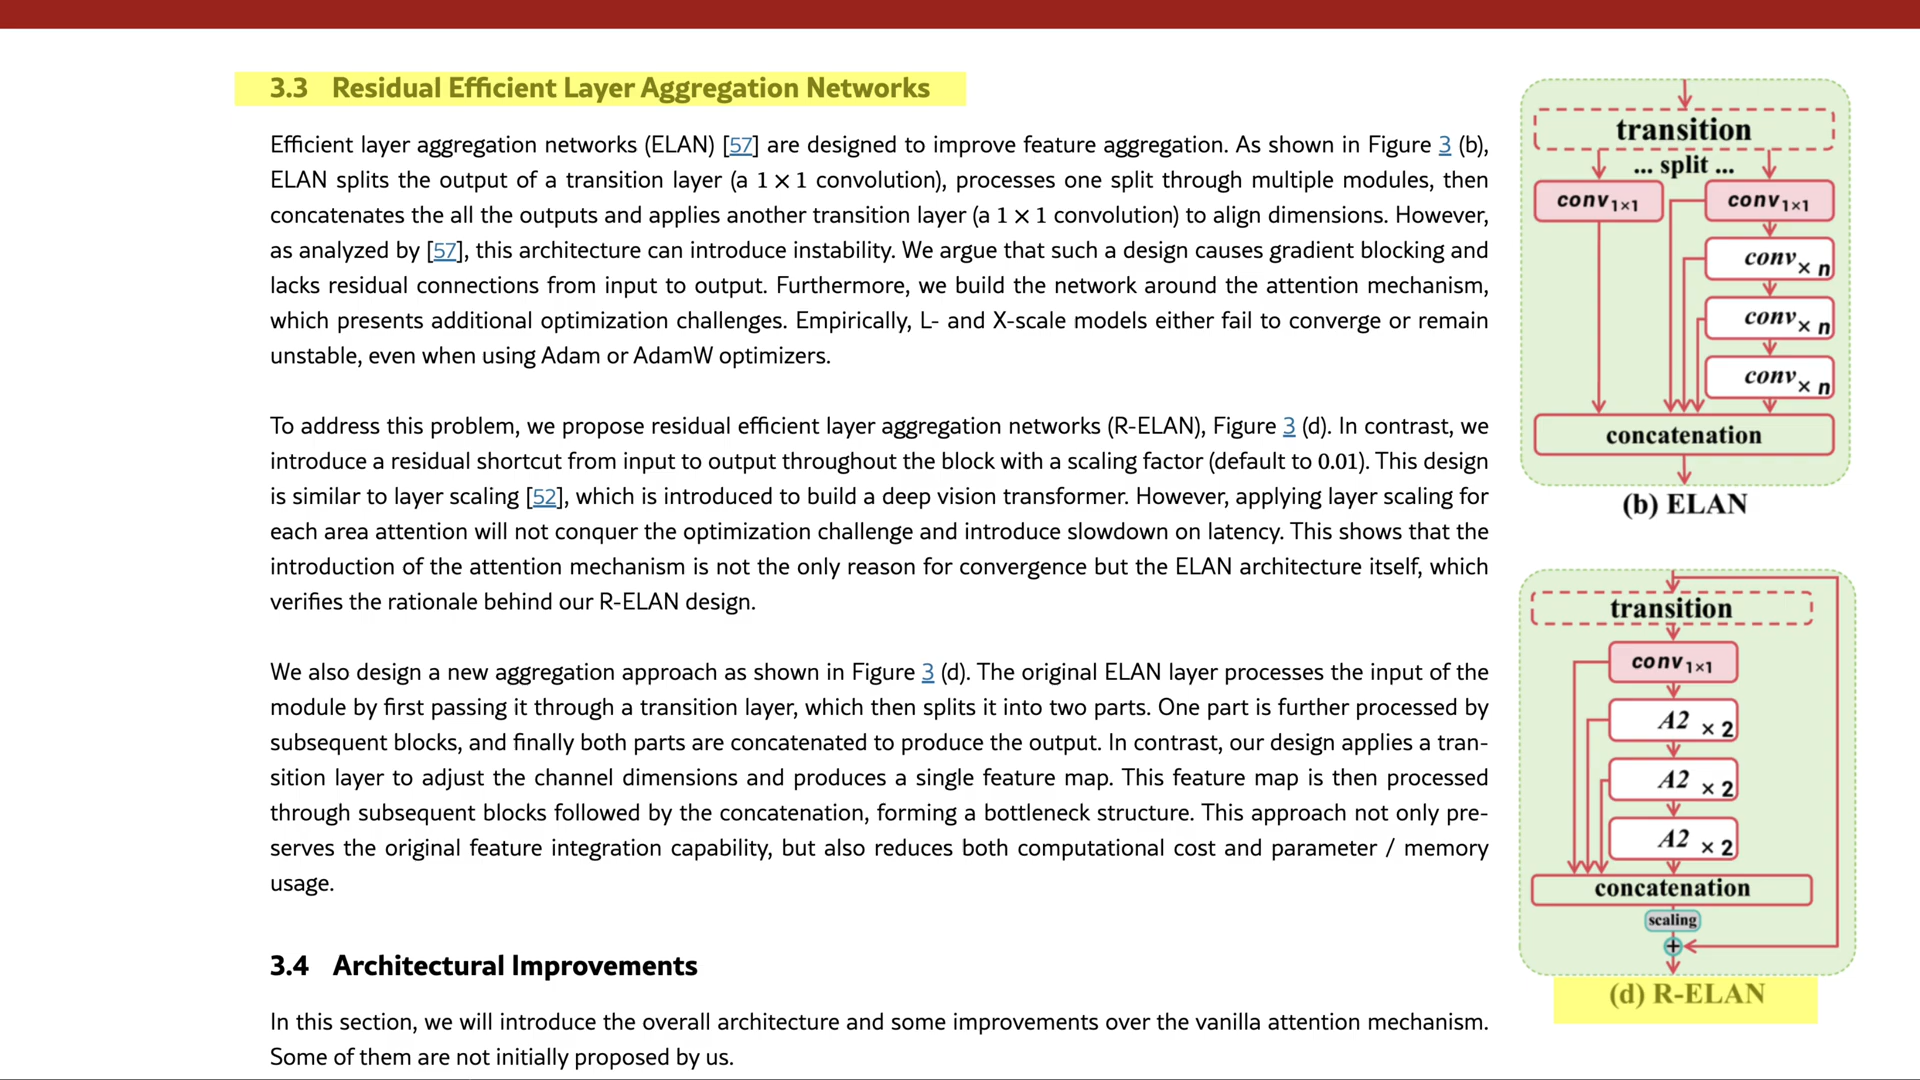 3.3 Residual Efficient Layer Aggregation Networks
Efficient layer aggregation networks (ELAN) [57] are designed to improve feature aggregation. As shown in Figure 3 (b),
ELAN splits the output of a transition layer (a 1 × 1 convolution), processes one split through multiple modules, then
concatenates the all the outputs and applies another transition layer (a 1 × 1 convolution) to align dimensions. However,
as analyzed by [57], this architecture can introduce instability. We argue that such a design causes gradient blocking and
lacks residual connections from input to output. Furthermore, we build the network around the attention mechanism,
which presents additional optimization challenges. Empirically, L- and X-scale models either fail to converge or remain
unstable, even when using Adam or AdamW optimizers.
To address this problem, we propose residual efficient layer aggregation networks (R-ELAN), Figure 3 (d). In contrast, we
introduce a residual shortcut from input to output throughout the block with a scaling factor (default to 0.01). This design
is similar to layer scaling [52], which is introduced to build a deep vision transformer. However, applying layer scaling for
each area attention will not conquer the optimization challenge and introduce slowdown on latency. This shows that the
introduction of the attention mechanism is not the only reason for convergence but the ELAN architecture itself, which
verifies the rationale behind our R-ELAN design.
We also design a new aggregation approach as shown in Figure 3 (d). The original ELAN layer processes the input of the
module by first passing it through a transition layer, which then splits it into two parts. One part is further processed by
subsequent blocks, and finally both parts are concatenated to produce the output. In contrast, our design applies a tran-
sition layer to adjust the channel dimensions and produces a single feature map. This feature map is then processed
through subsequent blocks followed by the concatenation, forming a bottleneck structure. This approach not only pre-
serves the original feature integration capability, but also reduces both computational cost and parameter / memory
usage.
3.4 Architectural Improvements
In this section, we will introduce the overall architecture and some improvements over the vanilla attention mechanism.
Some of them are not initially proposed by us.
transition
... split ...
conv1×1 conv1×1
conv × n
conv × n
conv × n
concatenation
(b) ELAN
transition
conv1×1
A2 × 2
A2 × 2
A2 × 2
concatenation
scaling
+
(d) R-ELAN